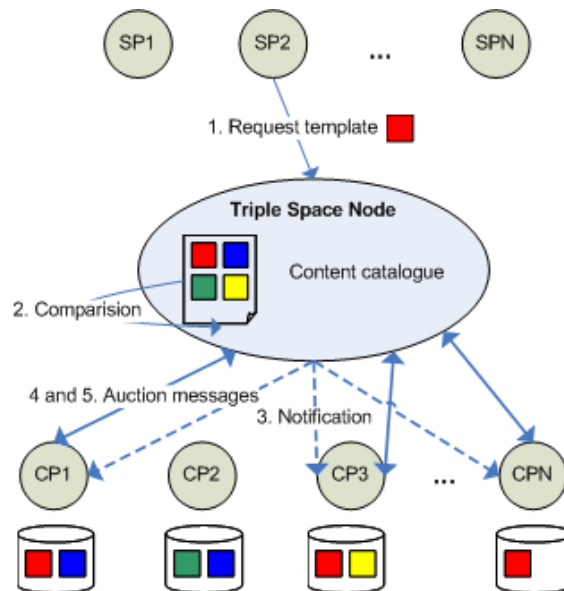 SP1
SP2
...
SPN
1. Request template
Triple Space Node
Content catalogue
2. Comparision
4 and 5. Auction messages
3. Notification
CP1
CP2
CP3
...
CPN